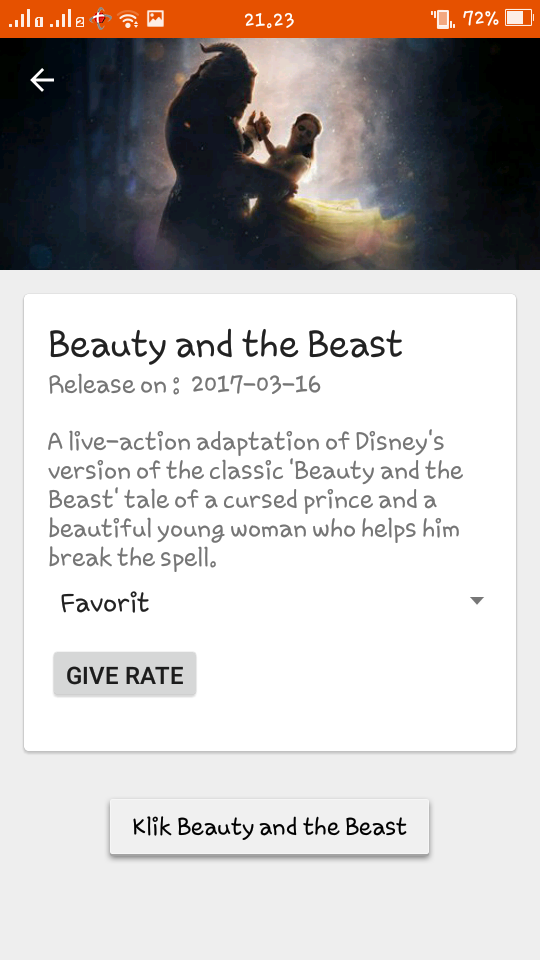 21.23
72%
Beauty and the Beast
Release on : 2017-03-16
A live-action adaptation of Disney's
version of the classic 'Beauty and the
Beast' tale of a cursed prince and a
beautiful young woman who helps him
break the spell.
Favorit
GIVE RATE
Klik Beauty and the Beast